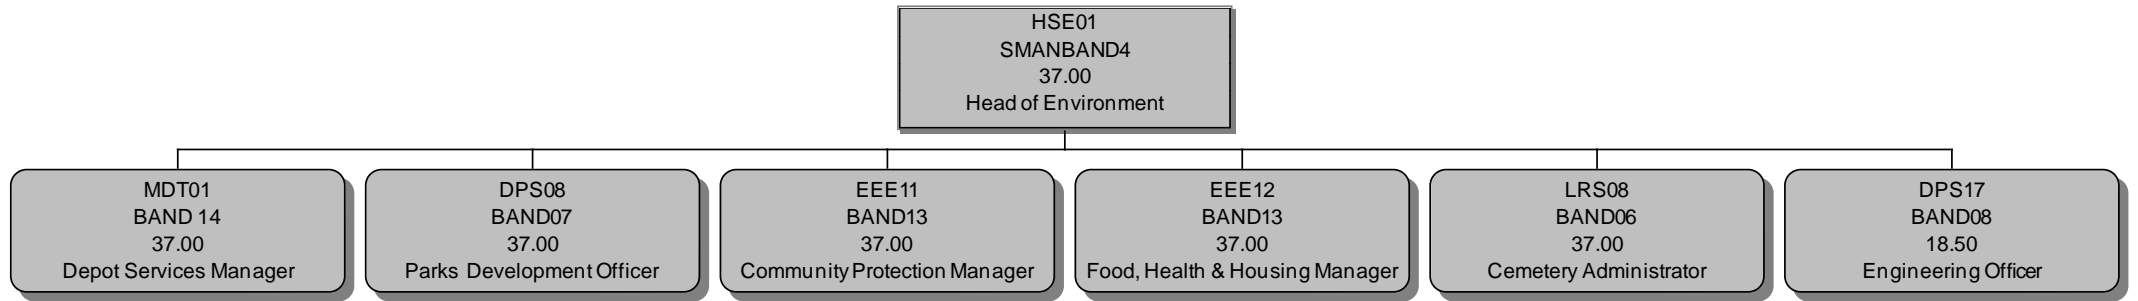 HSE01
SMANBAND4
37.00
Head of Environment
MDT01
BAND 14
37.00
Depot Services Manager
DPS08
BAND07
37.00
Parks Development Officer
EEE11
BAND13
37.00
Community Protection Manager
EEE12
BAND13
37.00
Food, Health & Housing Manager
LRS08
BAND06
37.00
Cemetery Administrator
DPS17
BAND08
18.50
Engineering Officer